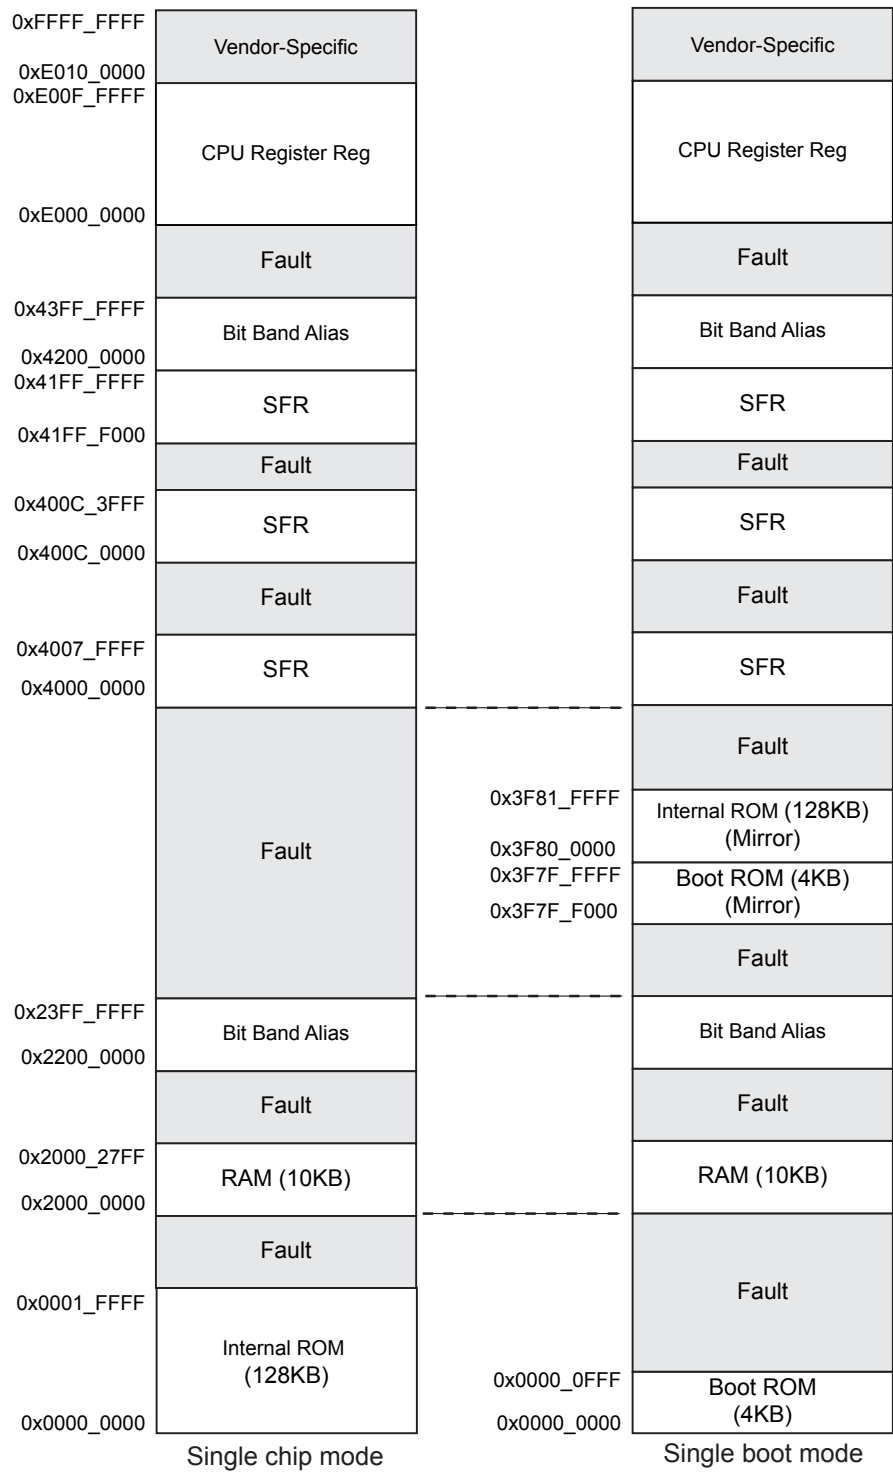 0xFFFF_FFFF
Vendor-Specific
0xE010_0000
0xE00F_FFFF
CPU Register Reg
0xE000_0000
Fault
0x43FF_FFFF
Bit Band Alias
0x4200_0000
0x41FF_FFFF
SFR
0x41FF_F000
Fault
0x400C_3FFF
SFR
0x400C_0000
Fault
0x4007_FFFF
SFR
0x4000_0000
Fault
0x23FF_FFFF
Bit Band Alias
0x2200_0000
Fault
0x2000_27FF
RAM (10KB)
0x2000_0000
Fault
0x0001_FFFF
Internal ROM
(128KB)
0x0000_0000
Single chip mode
Vendor-Specific
CPU Register Reg
Fault
Bit Band Alias
SFR
Fault
SFR
Fault
SFR
Fault
0x3F81_FFFF
Internal ROM (128KB)
(Mirror)
0x3F80_0000
0x3F7F_FFFF
Boot ROM (4KB)
(Mirror)
0x3F7F_F000
Fault
Bit Band Alias
Fault
RAM (10KB)
Fault
0x0000_0FFF
Boot ROM
(4KB)
0x0000_0000
Single boot mode